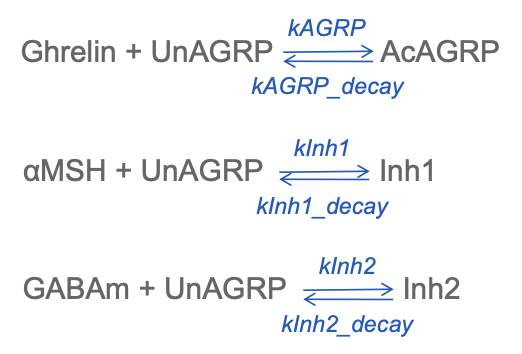 kAGRP
Ghrelin + UnAGRP AcAGRP
kAGRP_decay
kInh1
αMSH + UnAGRP Inh1
kInh1_decay
kInh2
GABAm + UnAGRP Inh2
kInh2_decay